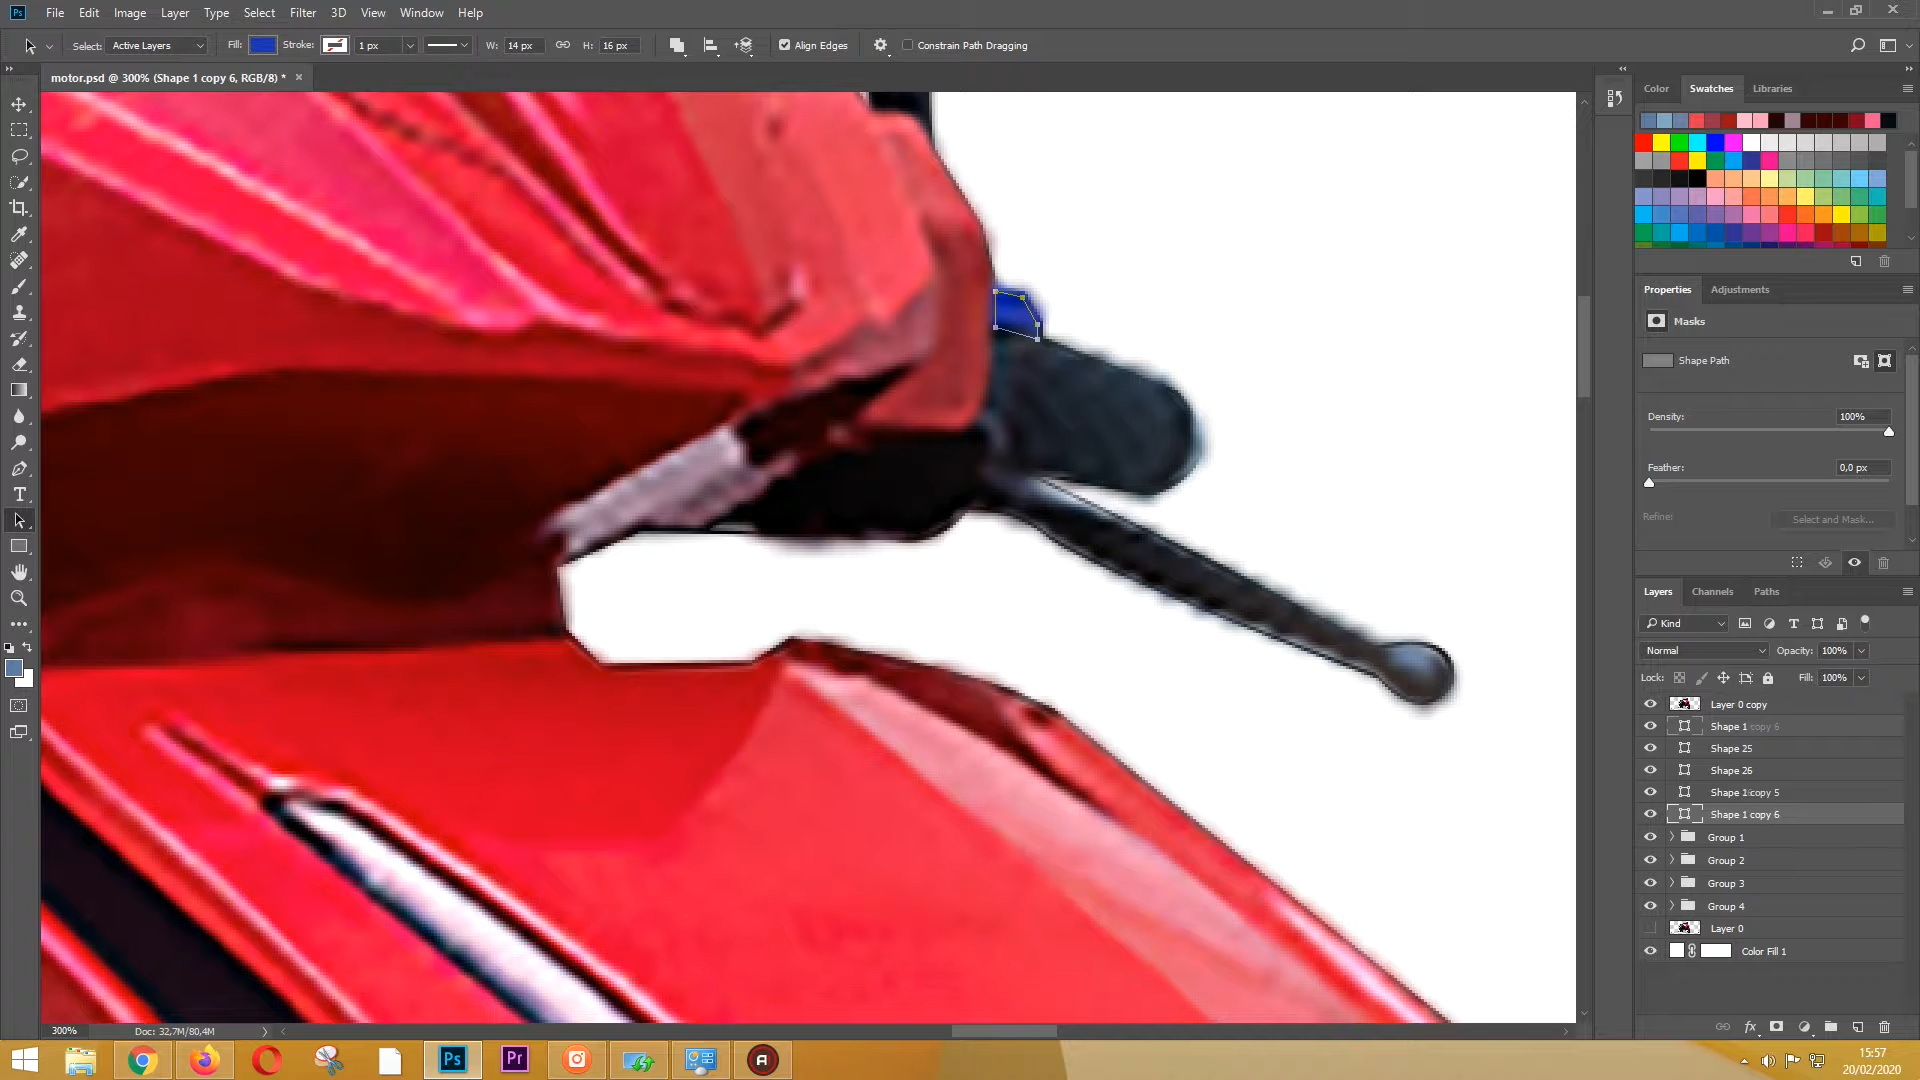 Ps File Edit Image Layer Type Select Filter 3D View Window Help
Select: Active Layers Fill: Stroke: 1 px W: 14 px H: 16 px Align Edges Constrain Path Dragging
motor.psd @ 300% (Shape 1 copy 6, RGB/8) * ×
Color Swatches Libraries
Properties Adjustments
Masks
Shape Path
Density: 100%
Feather: 0,0 px
Refine: Select and Mask...
Layers Channels Paths
Kind
Normal Opacity: 100%
Lock: Fill: 100%
Layer 0 copy
Shape 1 copy 6
Shape 25
Shape 26
Shape 1 copy 5
Shape 1 copy 6
Group 1
Group 2
Group 3
Group 4
Layer 0
Color Fill 1
300% Doc: 32,7M/80,4M
fx
Ps Pr
15:57
20/02/2020